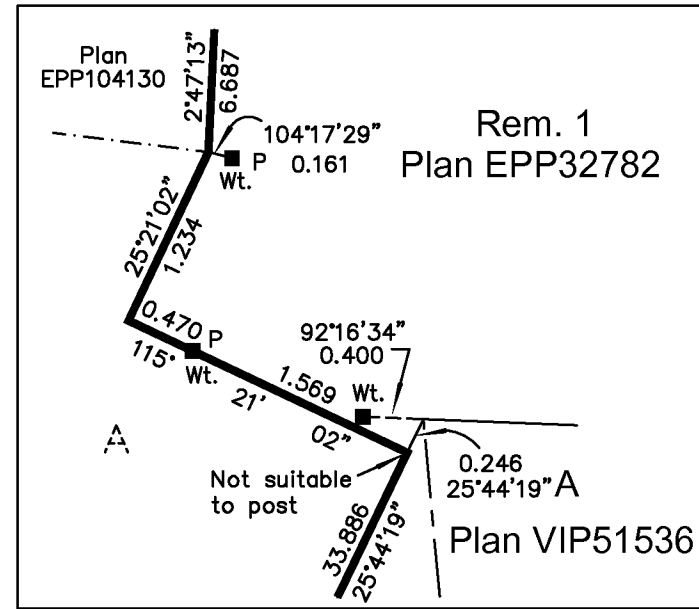 Plan
EPP104130
2°47'13"
6.687
104°17'29"
0.161
P
Wt.
Rem. 1
Plan EPP32782
25°21'02"
1.234
0.470
P
Wt.
115°
21'
02"
1.569
92°16'34"
0.400
Wt.
A
Not suitable
to post
0.246
25°44'19"
A
33.886
25°44'19"
Plan VIP51536